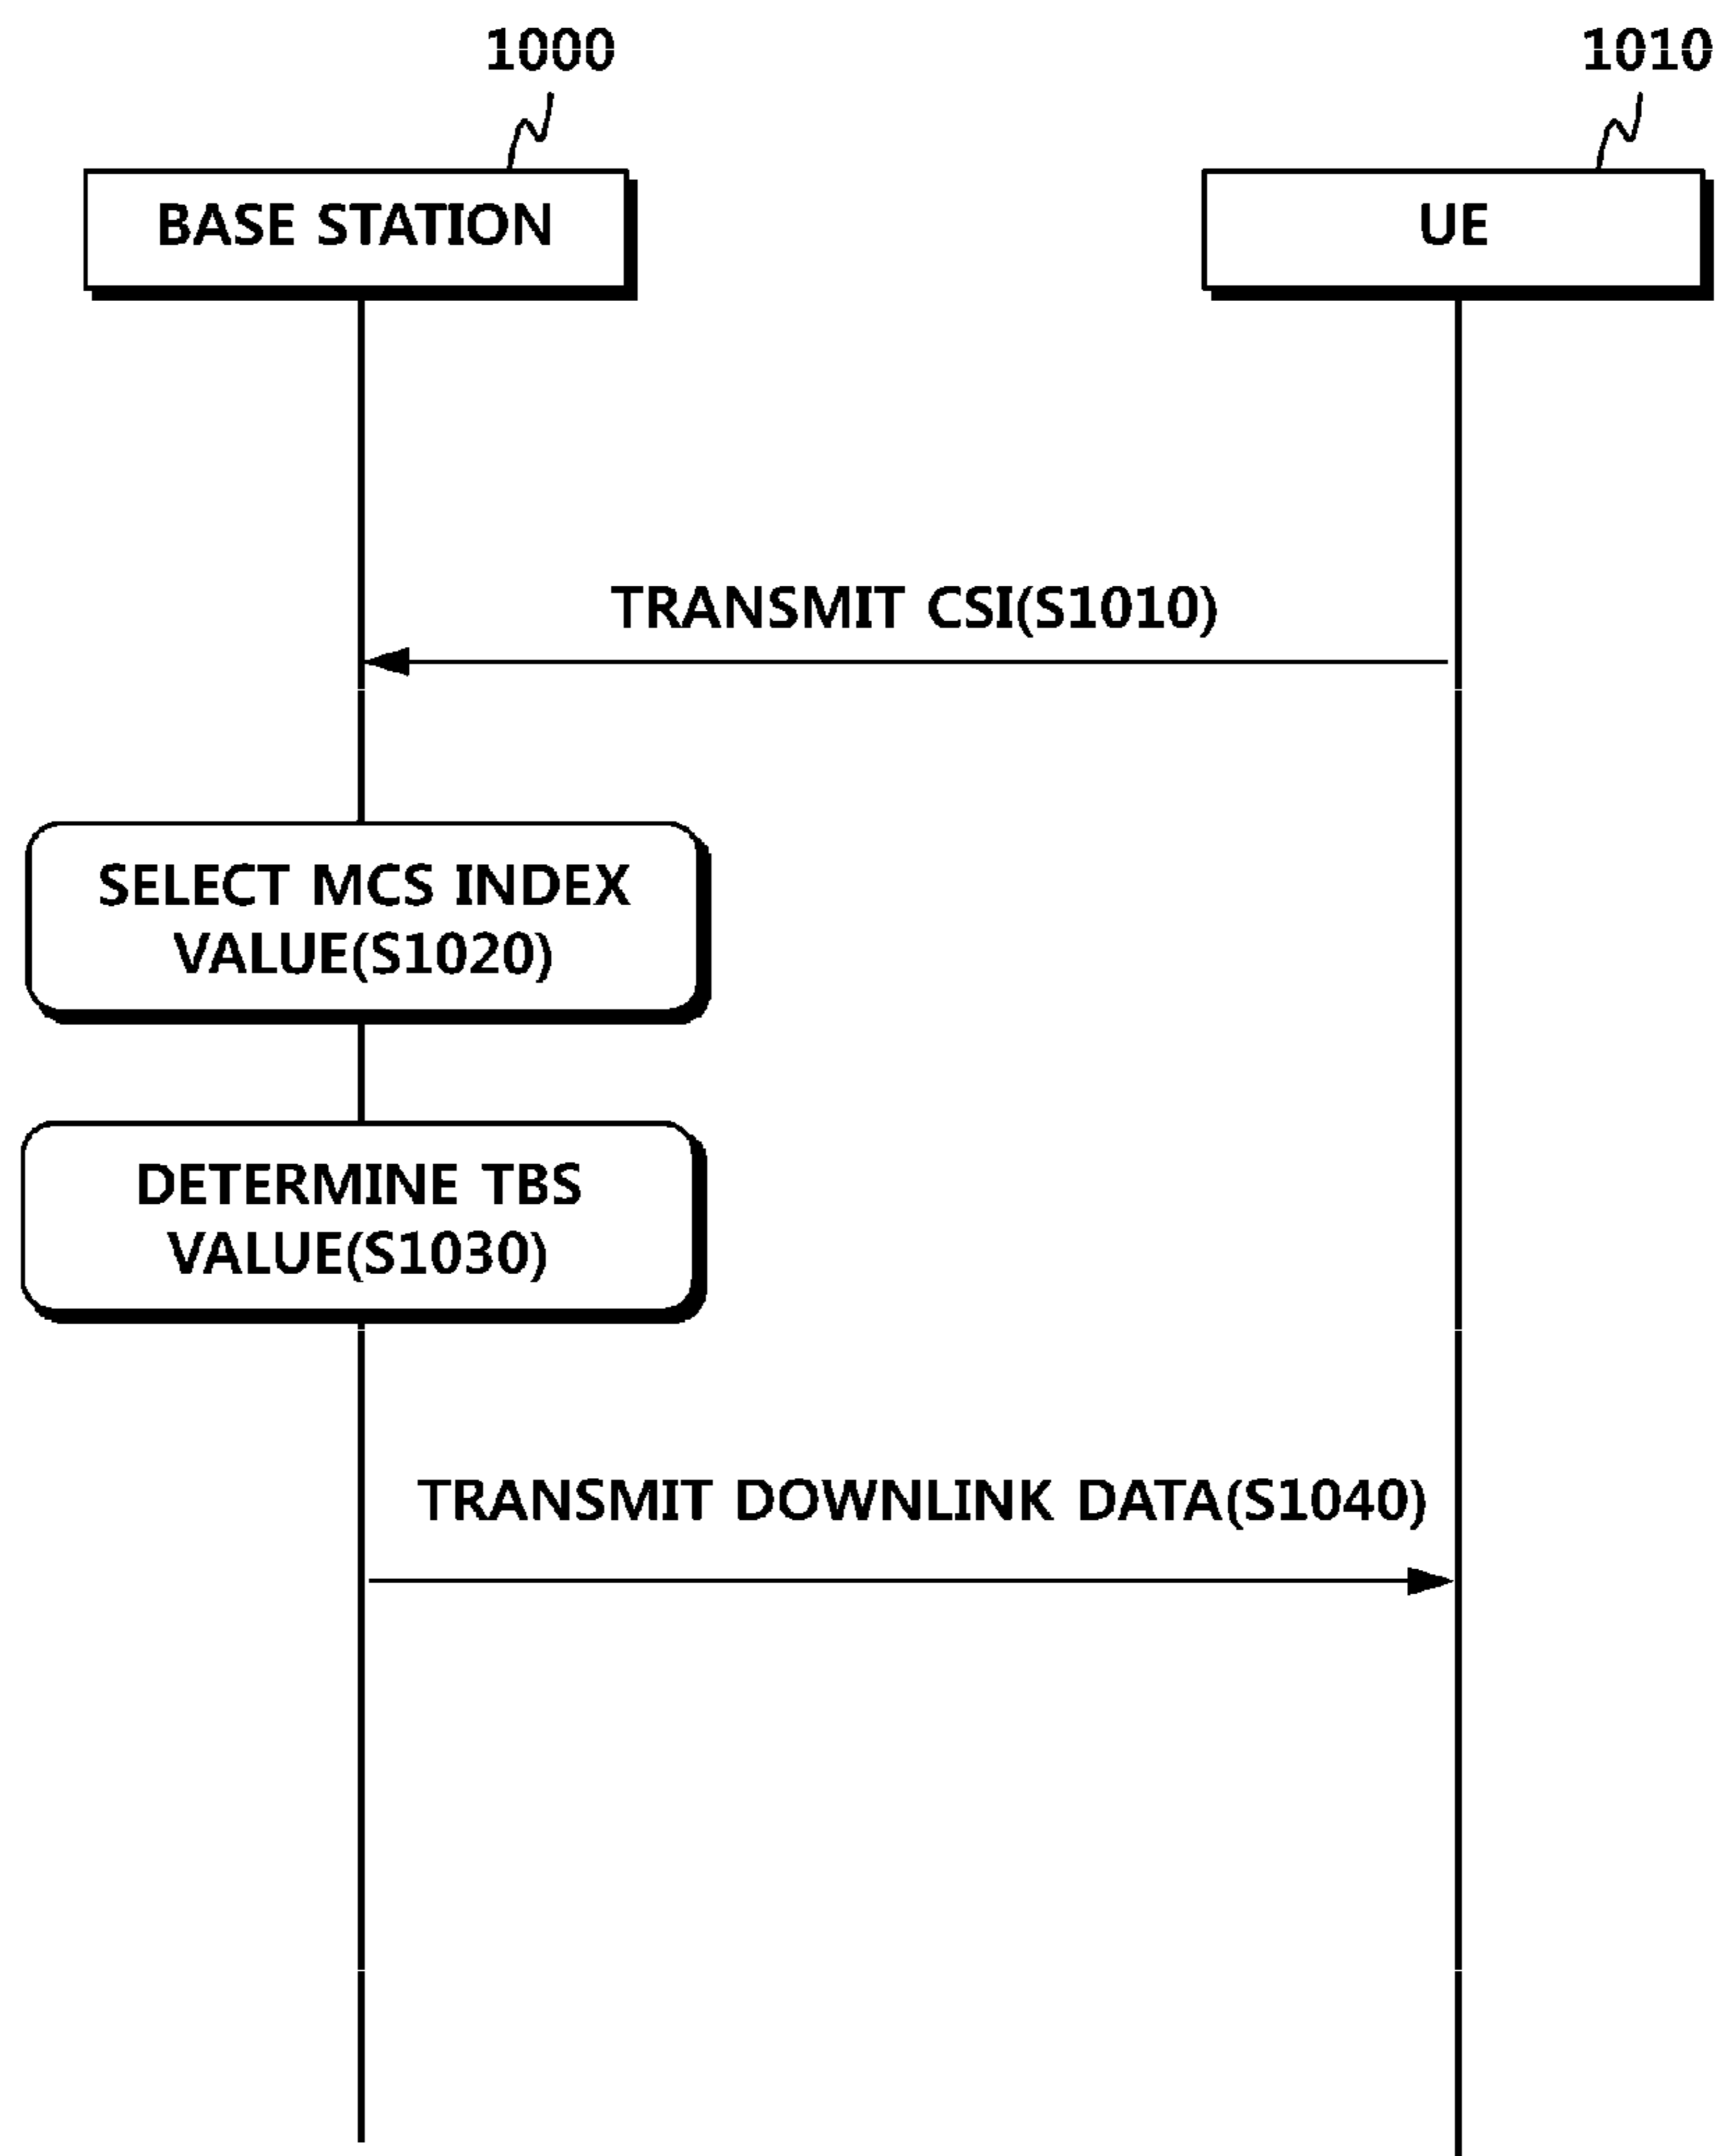 1000
1010
BASE STATION
UE
TRANSMIT CSI(S1010)
SELECT MCS INDEX
VALUE(S1020)
DETERMINE TBS
VALUE(S1030)
TRANSMIT DOWNLINK DATA(S1040)